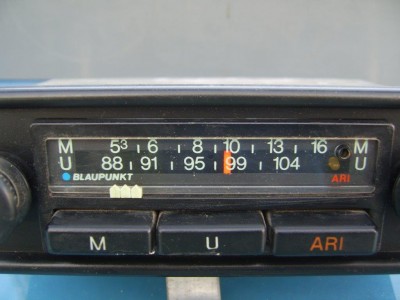 M 5³ 6 8 10 13 16 M
U 88 91 95 99 104 U
BLAUPUNKT ARI
M U ARI